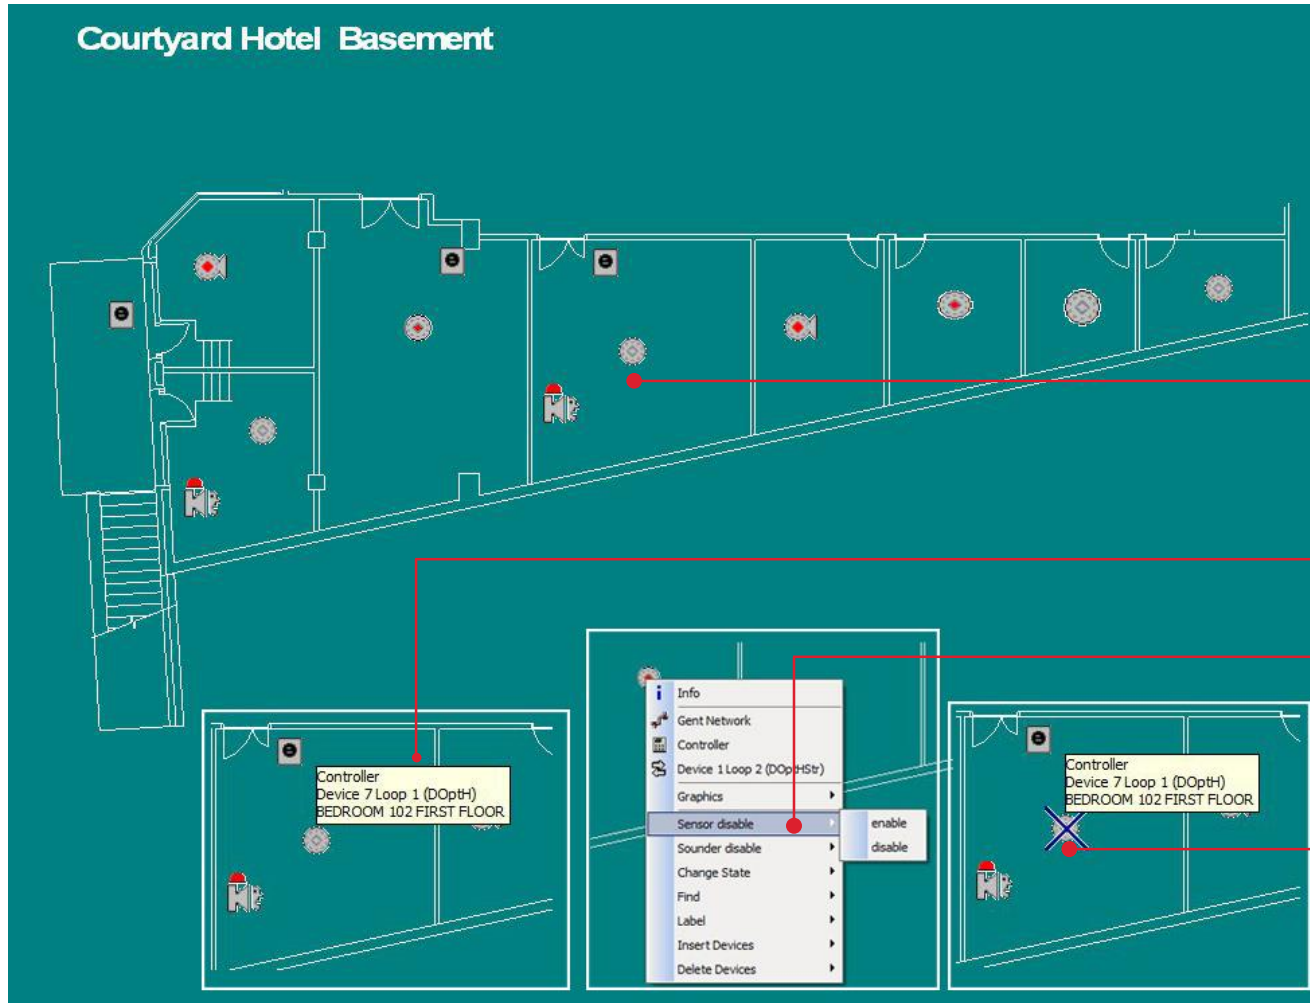 Courtyard Hotel Basement
Controller
Device 7 Loop 1 (DOptH)
BEDROOM 102 FIRST FLOOR
Info
Gent Network
Controller
Device 1 Loop 2 (DOptHStr)
Graphics
Sensor disable
enable
Sounder disable
disable
Change State
Find
Label
Insert Devices
Delete Devices
Controller
Device 7 Loop 1 (DOptH)
BEDROOM 102 FIRST FLOOR